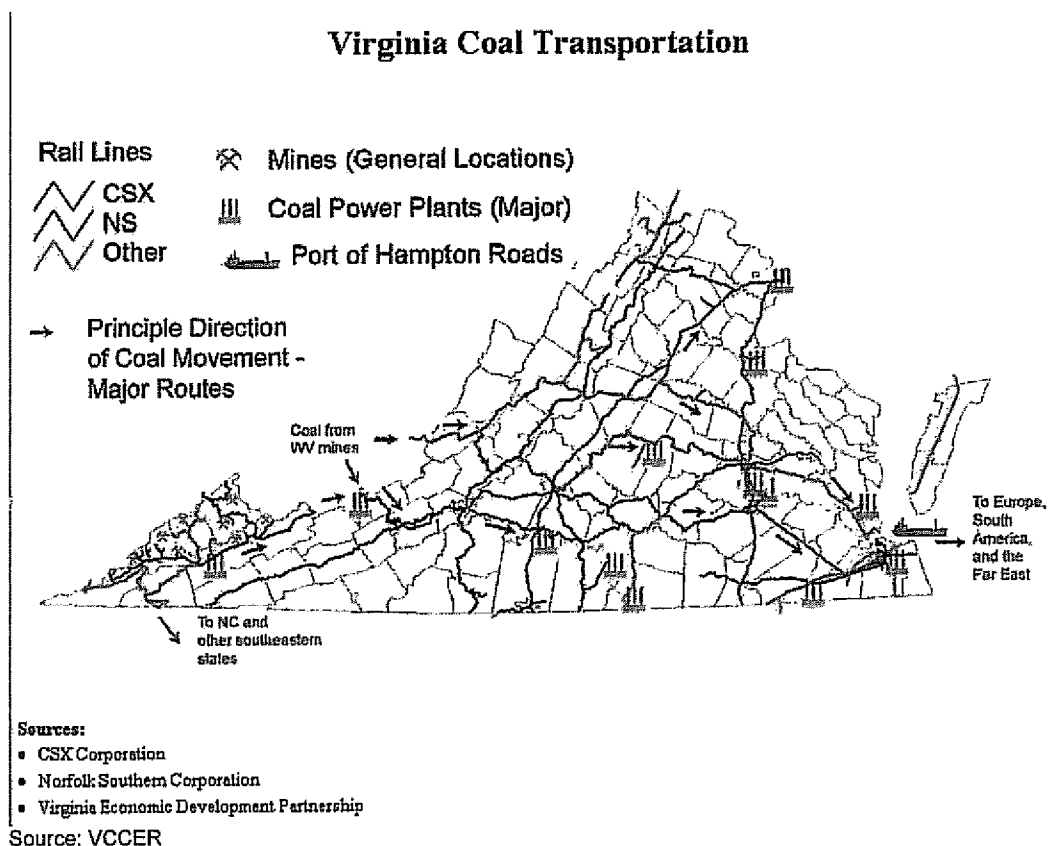 Virginia Coal Transportation
Rail Lines
CSX
NS
Other
Mines (General Locations)
Coal Power Plants (Major)
Port of Hampton Roads
Principle Direction
of Coal Movement -
Major Routes
Coal from
WV mines
To Europe,
South
America,
and the
Far East
To NC and
other southeastern
states
Sources:
• CSX Corporation
• Norfolk Southern Corporation
• Virginia Economic Development Partnership
Source: VCCER